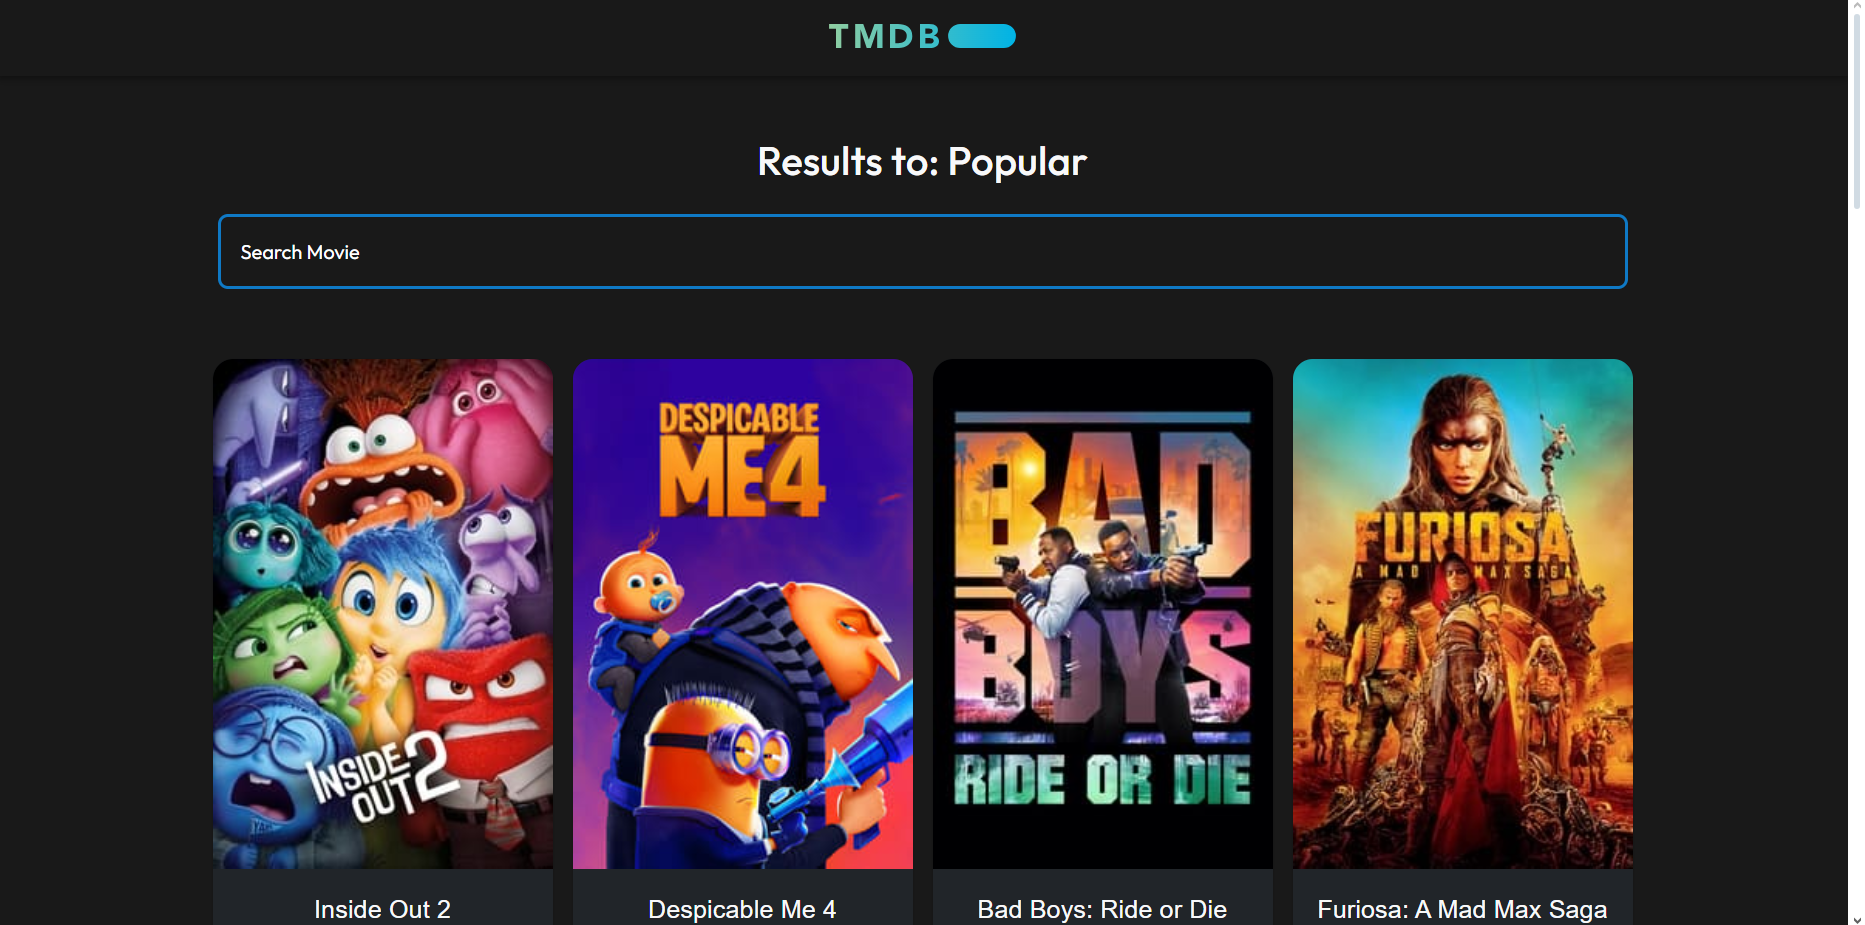 TMDB
Results to: Popular
Search Movie
INSIDE
OUT 2
DESPICABLE
ME 4
BAD
BOYS
RIDE OR DIE
FURIOSA
A MAD MAX SAGA
Inside Out 2
Despicable Me 4
Bad Boys: Ride or Die
Furiosa: A Mad Max Saga